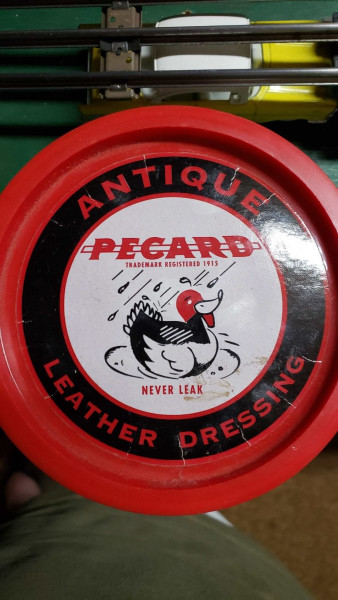 ANTIQUE
PECARD
TRADEMARK REGISTERED 1915
NEVER LEAK
LEATHER DRESSING